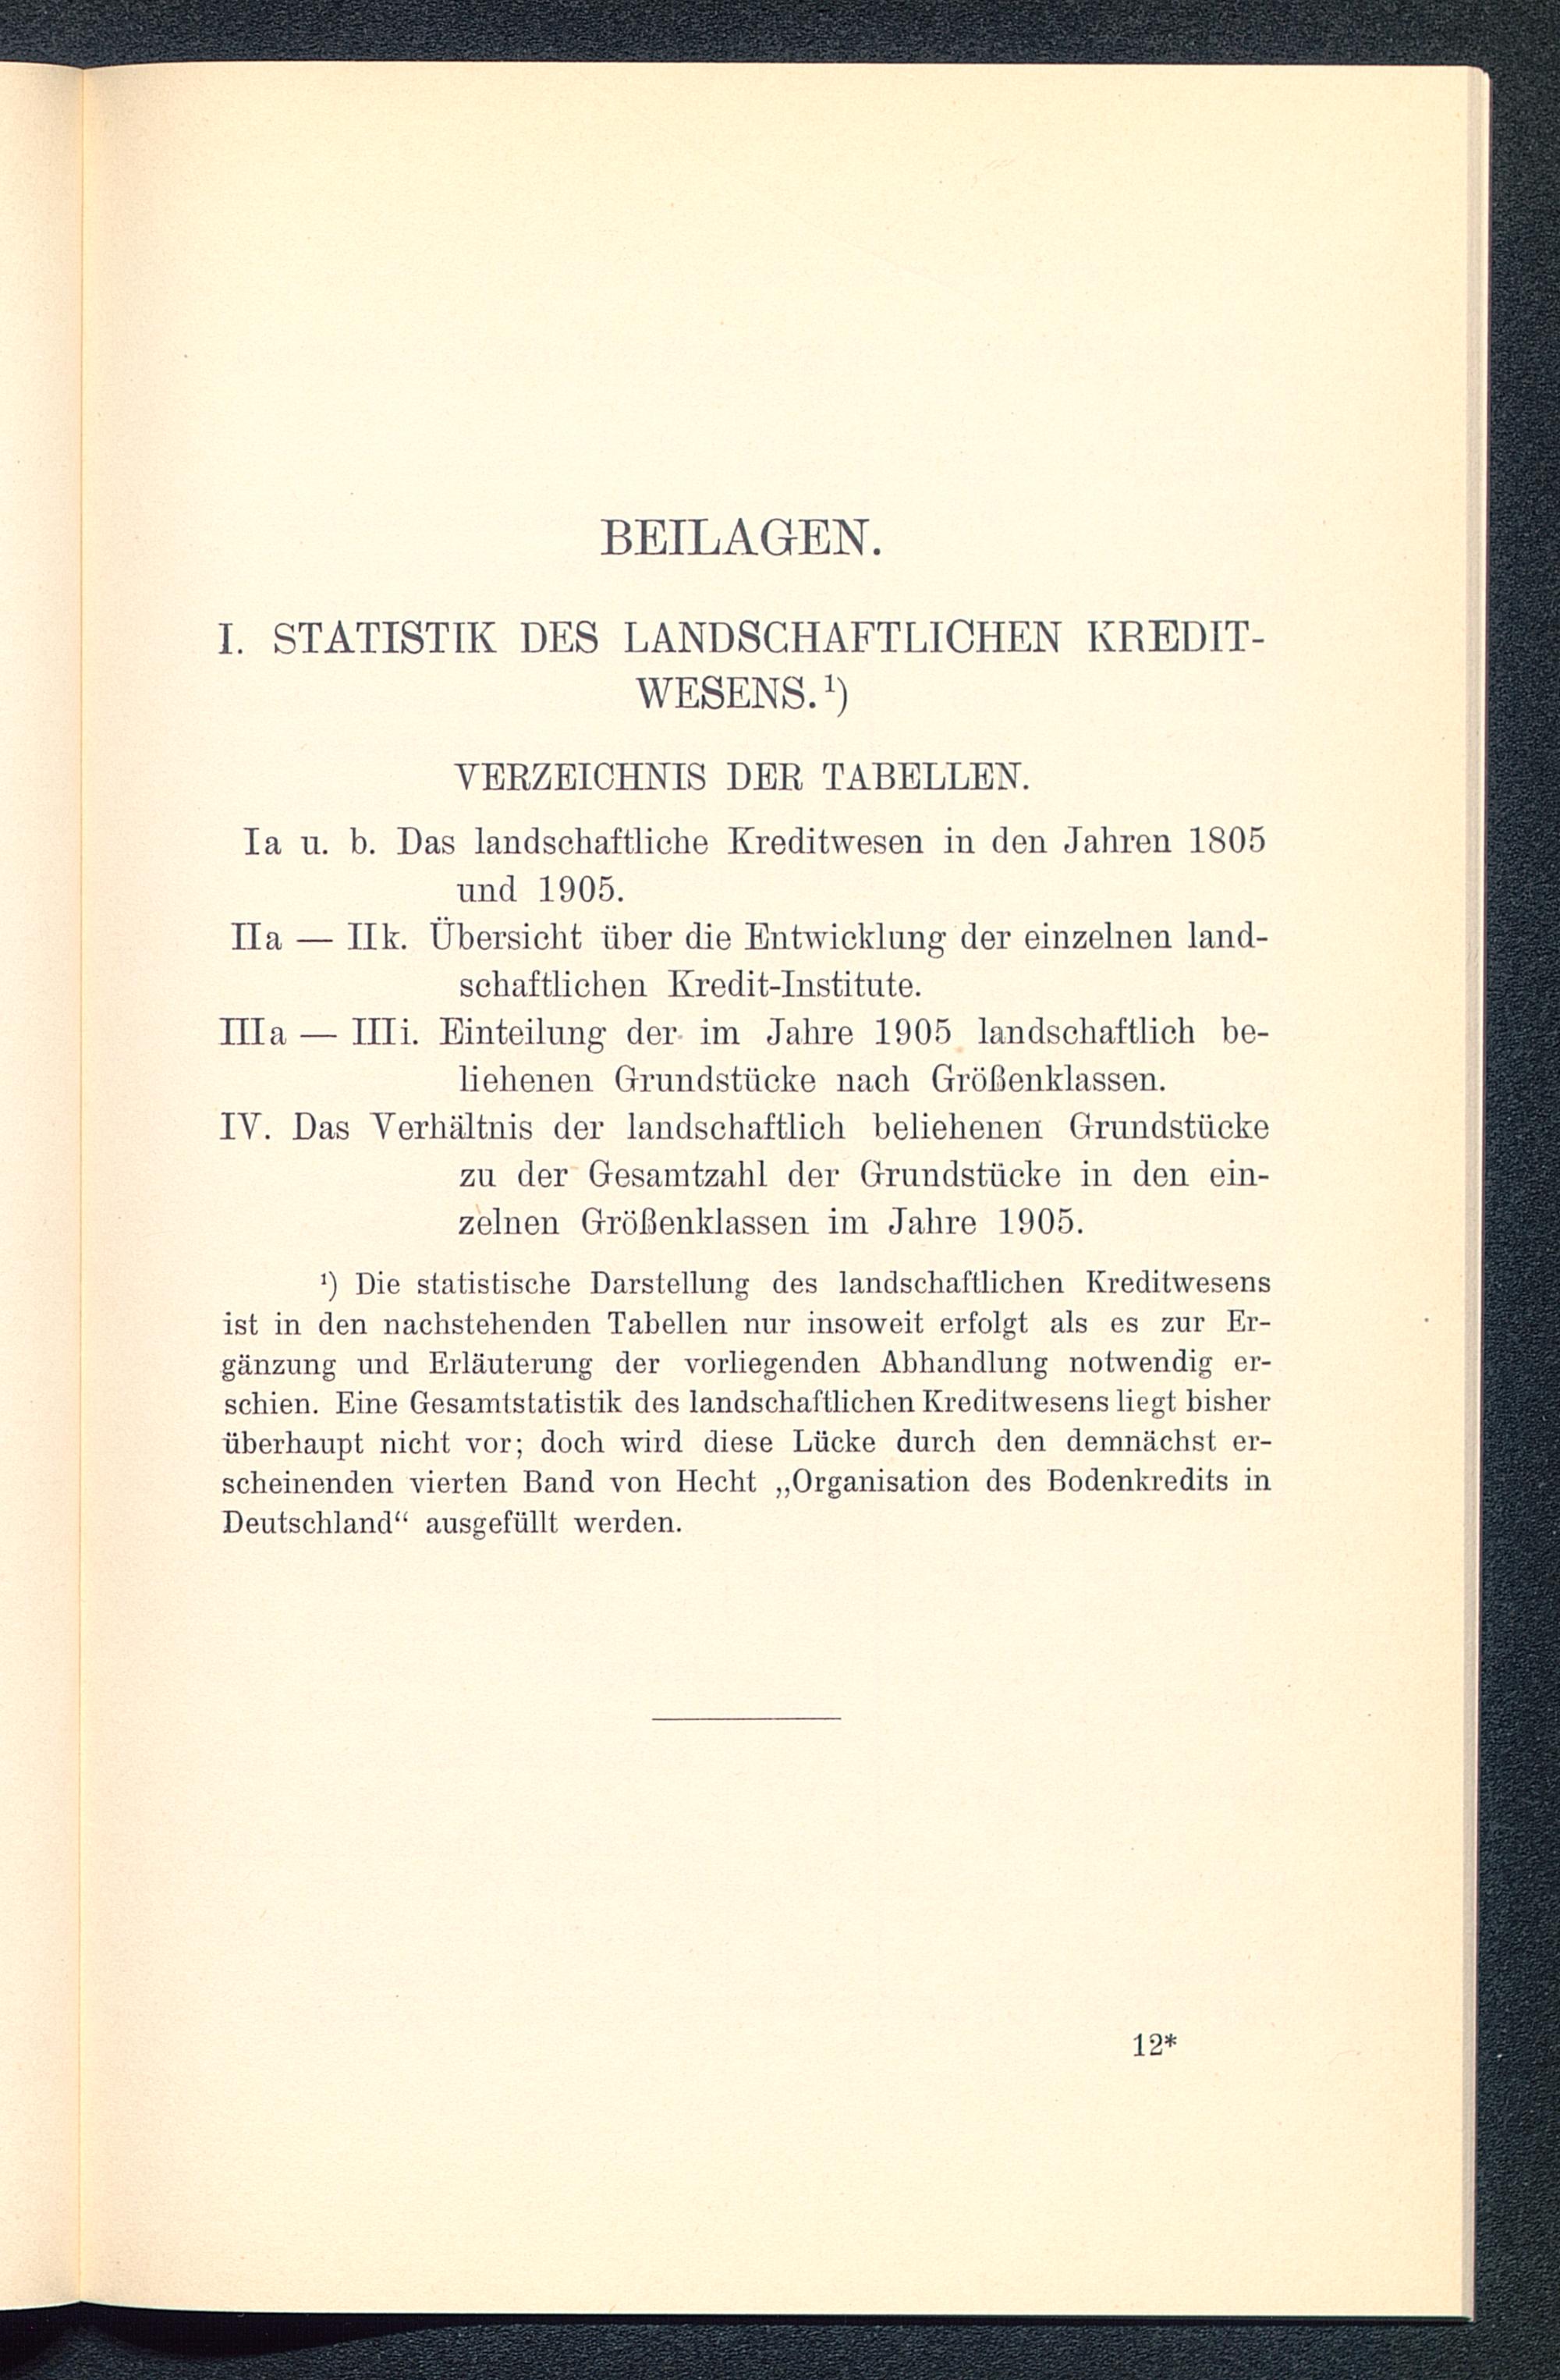 BEILAGEN.
I. STATISTIK DES LANDSCHAFTLICHEN KREDIT-
WESENS.¹)
VERZEICHNIS DER TABELLEN.
Ia u. b. Das landschaftliche Kreditwesen in den Jahren 1805
und 1905.
IIa — IIk. Übersicht über die Entwicklung der einzelnen land-
schaftlichen Kredit-Institute.
IIIa — IIIi. Einteilung der im Jahre 1905 landschaftlich be-
liehenen Grundstücke nach Größenklassen.
IV. Das Verhältnis der landschaftlich beliehenen Grundstücke
zu der Gesamtzahl der Grundstücke in den ein-
zelnen Größenklassen im Jahre 1905.
¹) Die statistische Darstellung des landschaftlichen Kreditwesens
ist in den nachstehenden Tabellen nur insoweit erfolgt als es zur Er-
gänzung und Erläuterung der vorliegenden Abhandlung notwendig er-
schien. Eine Gesamtstatistik des landschaftlichen Kreditwesens liegt bisher
überhaupt nicht vor; doch wird diese Lücke durch den demnächst er-
scheinenden vierten Band von Hecht „Organisation des Bodenkredits in
Deutschland“ ausgefüllt werden.
12*